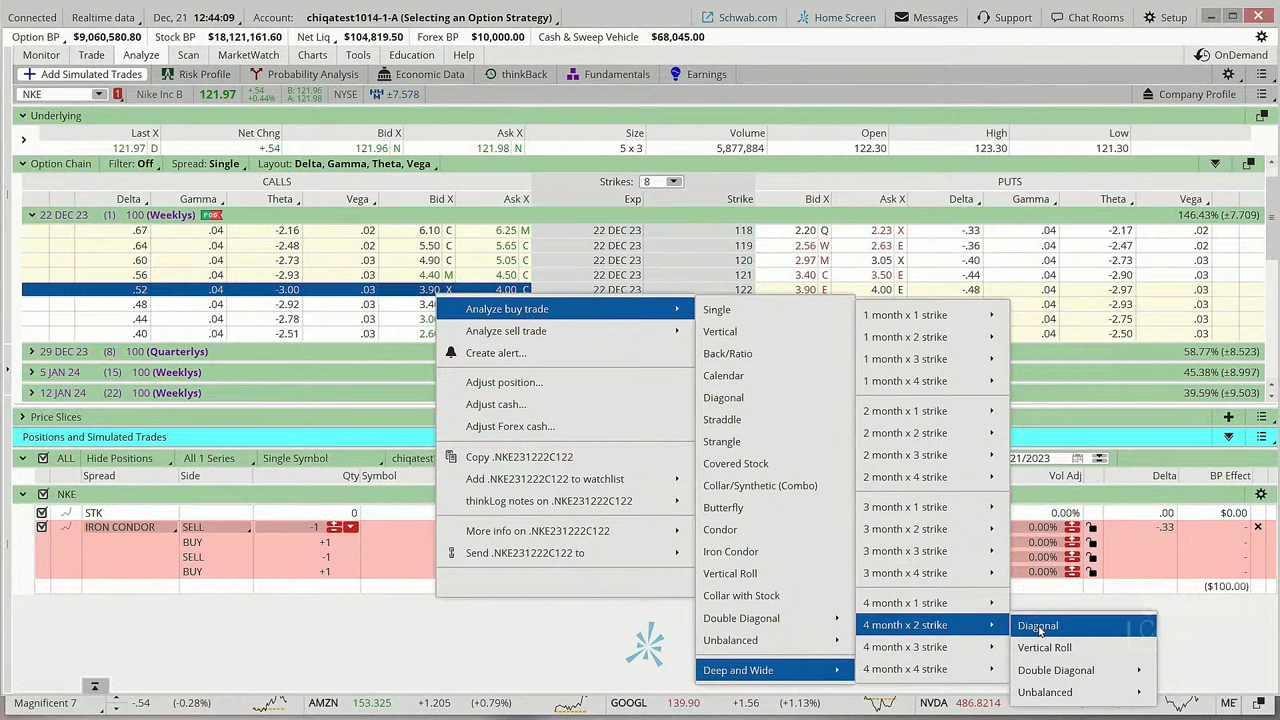 Connected Realtime data Dec, 21 12:44:09 Account: chiqatest1014-1-A (Selecting an Option Strategy) Schwab.com Home Screen Messages Support Chat Rooms Setup
Option BP $9,060,580.80 Stock BP $18,121,161.60 Net Liq $104,819.50 Forex BP $10,000.00 Cash & Sweep Vehicle $68,045.00
Monitor Trade Analyze Scan MarketWatch Charts Tools Education Help OnDemand
Add Simulated Trades Risk Profile Probability Analysis Economic Data thinkBack Fundamentals Earnings
NKE 1 Nike Inc B 121.97 +.54 +0.44% B: 121.96 A: 121.98 NYSE ±7.578 Company Profile
Underlying
Last X Net Chng Bid X Ask X Size Volume Open High Low
121.97 D +.54 121.96 N 121.98 N 5 x 3 5,877,884 122.30 123.30 121.30
Option Chain Filter: Off Spread: Single Layout: Delta, Gamma, Theta, Vega
CALLS Strikes: 8 PUTS
Delta Gamma Theta Vega Bid X Ask X Exp Strike Bid X Ask X Delta Gamma Theta Vega
22 DEC 23 (1) 100 (Weeklys) POS 146.43% (±7.709)
.67 .04 -2.16 .02 6.10 C 6.25 M 22 DEC 23 118 2.20 Q 2.23 X -.33 .04 -2.17 .02
.64 .04 -2.48 .02 5.50 C 5.65 C 22 DEC 23 119 2.56 W 2.63 E -.36 .04 -2.47 .02
.60 .04 -2.73 .03 4.90 C 5.05 C 22 DEC 23 120 2.97 M 3.05 X -.40 .04 -2.74 .03
.56 .04 -2.93 .03 4.40 M 4.50 C 22 DEC 23 121 3.40 C 3.50 E -.44 .04 -2.90 .03
.52 .04 -3.00 .03 3.90 X 4.00 C 22 DEC 23 122 3.90 E 4.00 E -.48 .04 -2.97 .03
.48 .04 -2.92 .03
.44 .04 -2.76 .03
.40 .04 -2.51 .03
29 DEC 23 (8) 100 (Quarterlys) 58.77% (±8.523)
5 JAN 24 (15) 100 (Weeklys) 45.38% (±8.997)
12 JAN 24 (22) 100 (Weeklys) 39.59% (±9.503)
Price Slices
Positions and Simulated Trades
ALL Hide Positions All 1 Series Single Symbol
Spread Side Qty Symbol Vol Adj Delta BP Effect
NKE
STK 0 0.00% .00 $0.00
IRON CONDOR SELL -1 0.00% -.33 -
BUY +1 0.00% -
SELL -1 0.00% -
BUY +1 0.00% -
($100.00)
Analyze buy trade
Analyze sell trade
Create alert...
Adjust position...
Adjust cash...
Adjust Forex cash...
Copy .NKE231222C122
Add .NKE231222C122 to watchlist
thinkLog notes on .NKE231222C122
More info on .NKE231222C122
Send .NKE231222C122 to
Single
Vertical
Back/Ratio
Calendar
Diagonal
Straddle
Strangle
Covered Stock
Collar/Synthetic (Combo)
Butterfly
Condor
Iron Condor
Vertical Roll
Collar with Stock
Double Diagonal
Unbalanced
Deep and Wide
1 month x 1 strike
1 month x 2 strike
1 month x 3 strike
1 month x 4 strike
2 month x 1 strike
2 month x 2 strike
2 month x 3 strike
2 month x 4 strike
3 month x 1 strike
3 month x 2 strike
3 month x 3 strike
3 month x 4 strike
4 month x 1 strike
4 month x 2 strike
4 month x 3 strike
4 month x 4 strike
Diagonal
Vertical Roll
Double Diagonal
Unbalanced
Magnificent 7 -.54 (-0.28%) AMZN 153.325 +1.205 (+0.79%) GOOGL 139.90 +1.56 (+1.13%) NVDA 486.8214